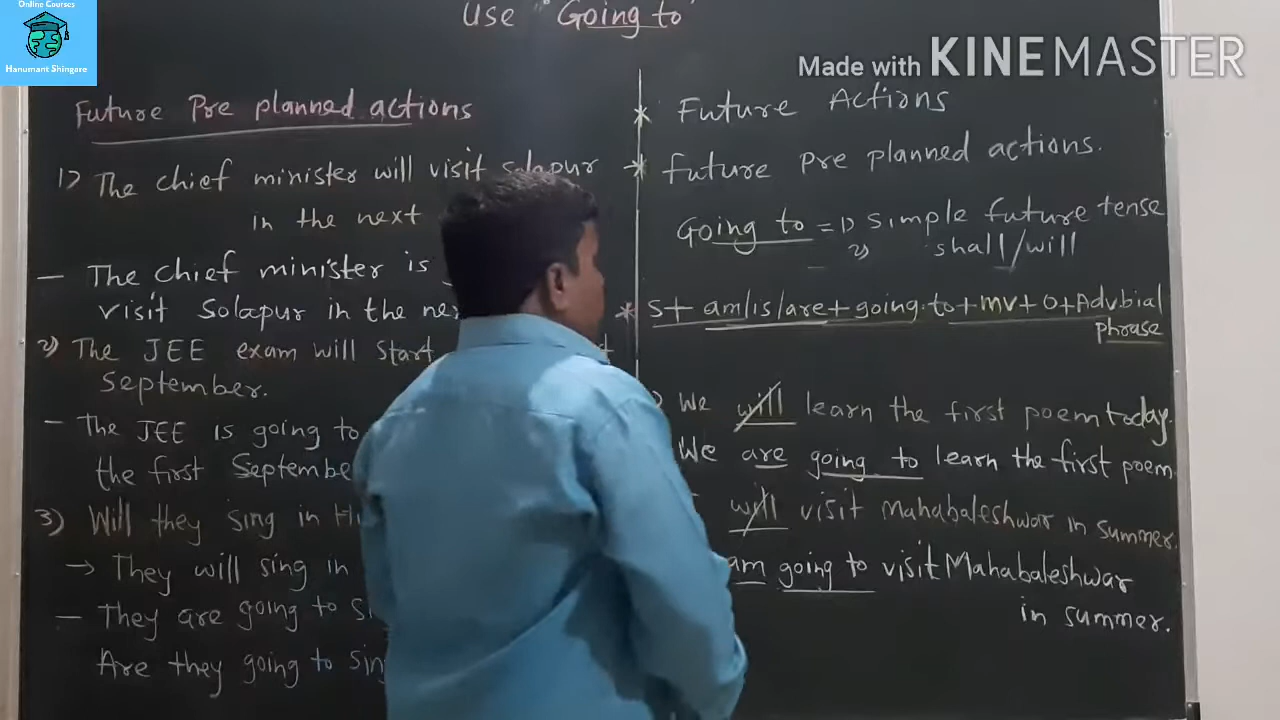 Online Courses
Hanumant Shingare
Made with KINEMASTER
Use "Going to"
Future Pre planned actions
1) The chief minister will visit Solapur
in the next
- The chief minister is
visit Solapur in the
2) The JEE exam will start
September.
- The JEE is going to
the first September
3) Will they sing in
→ They will sing in
- They are going to
Are they going to sing
* Future Actions
* future pre planned actions.
Going to = 1) Simple future tense
2) shall/will
* S+ am/is/are + going to + MV + O + Advbial
phrase
We will learn the first poem today.
We are going to learn the first poem
will visit Mahabaleshwar in summer.
am going to visit Mahabaleshwar
in summer.